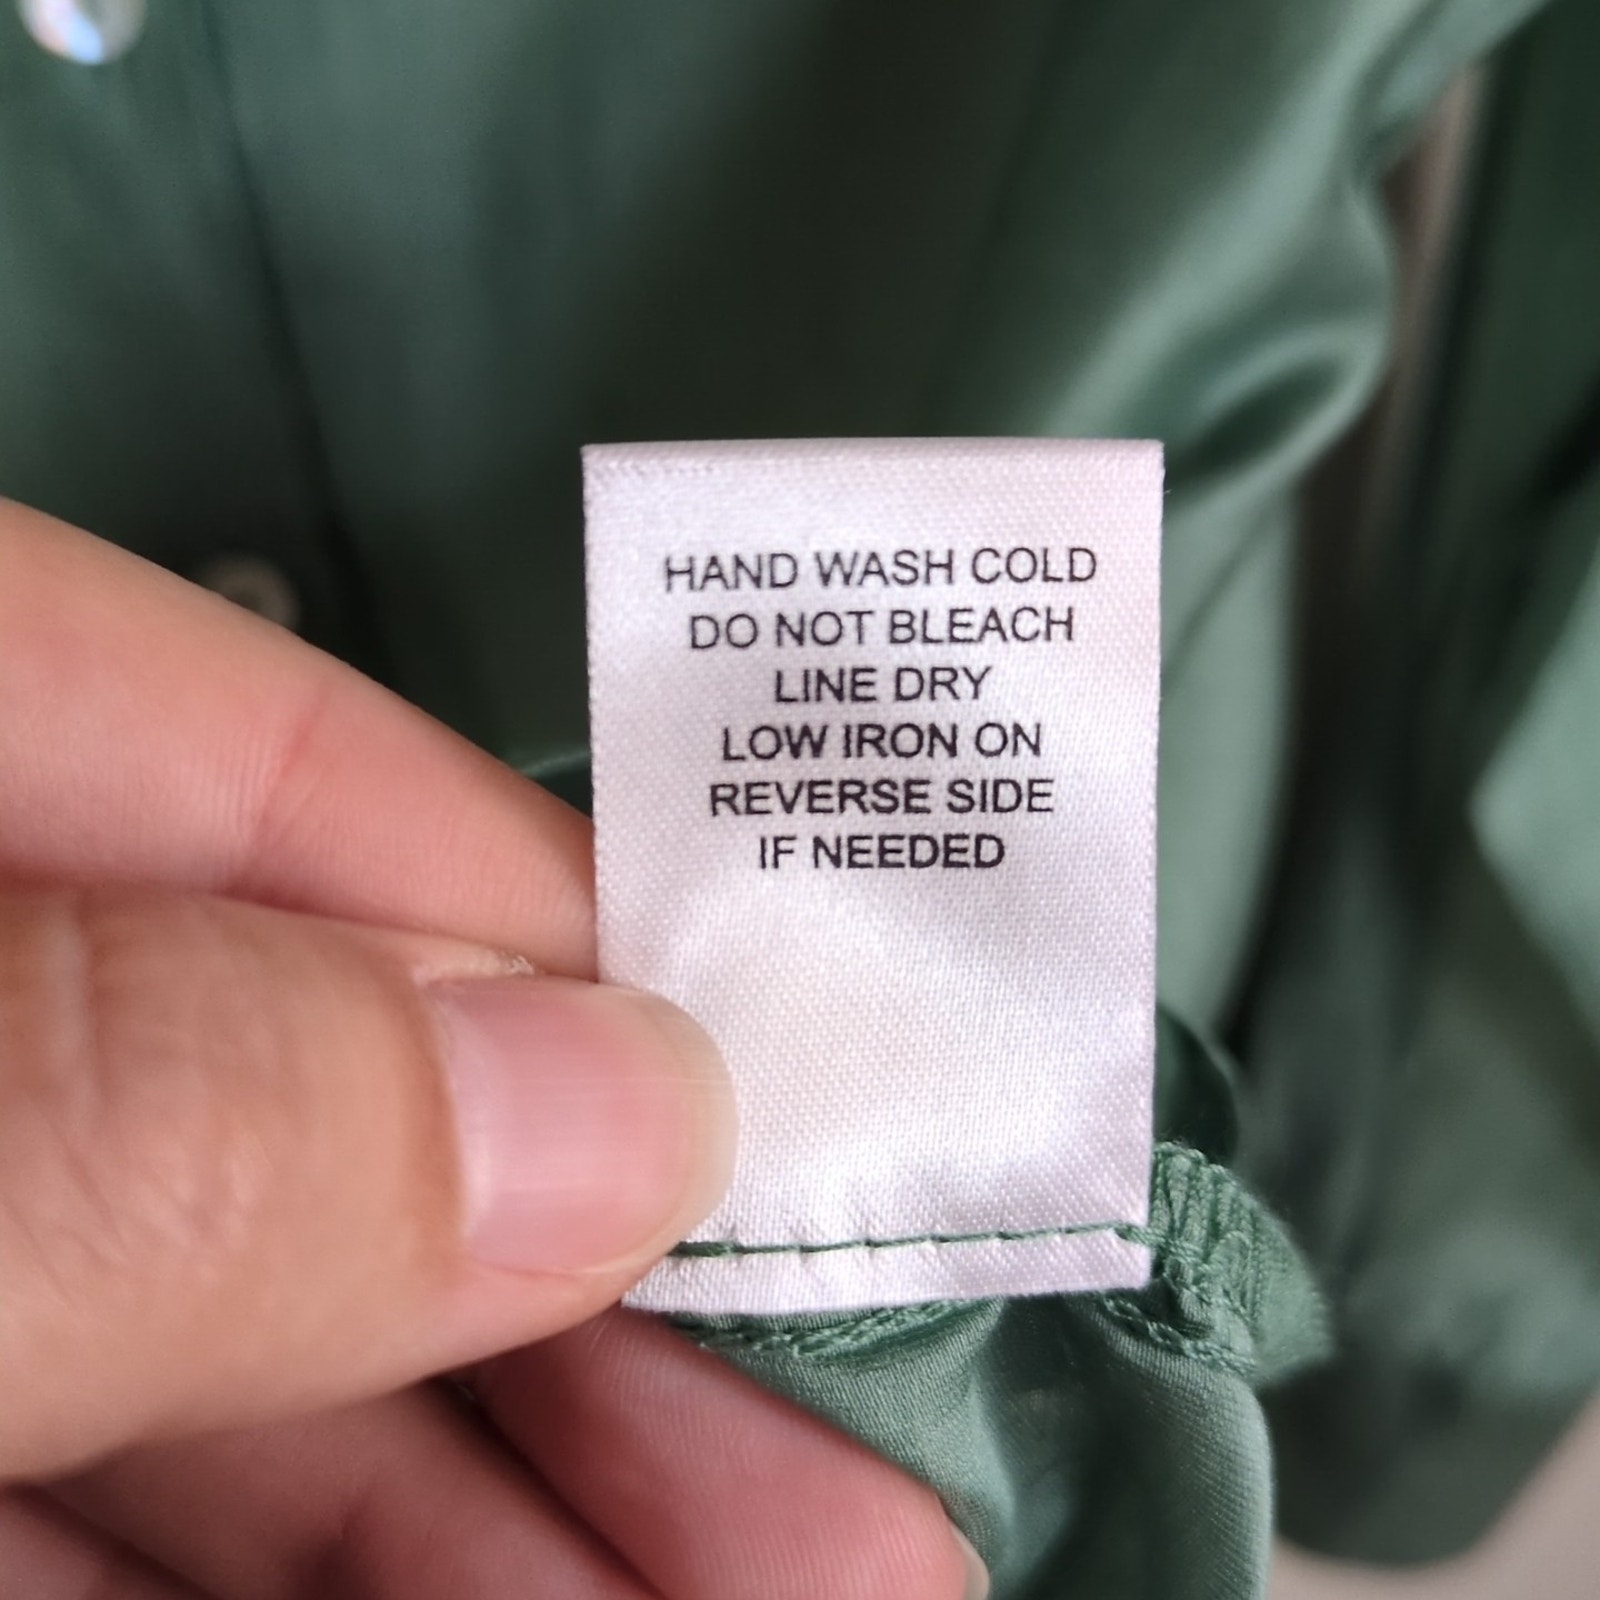 HAND WASH COLD
DO NOT BLEACH
LINE DRY
LOW IRON ON
REVERSE SIDE
IF NEEDED